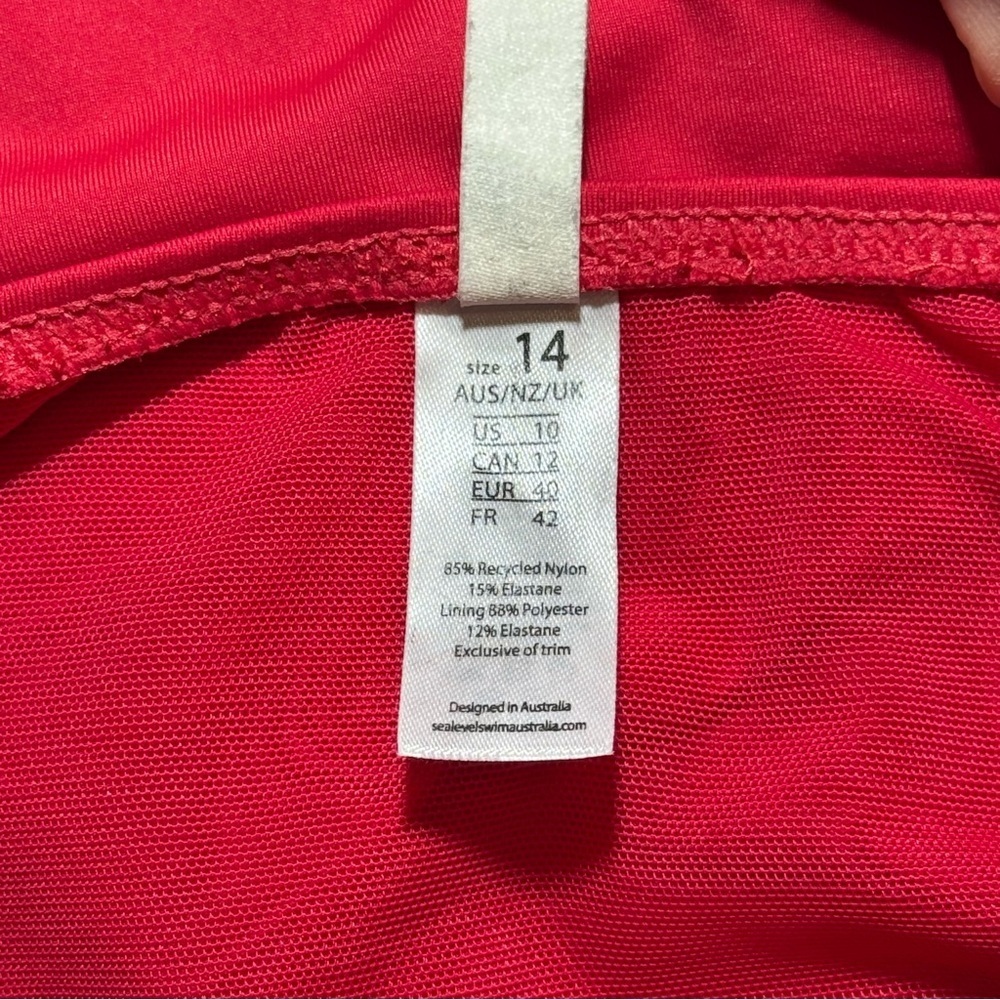 size 14
AUS/NZ/UK
US 10
CAN 12
EUR 40
FR 42
85% Recycled Nylon
15% Elastane
Lining 88% Polyester
12% Elastane
Exclusive of trim
Designed in Australia
sealevelswimaustralia.com